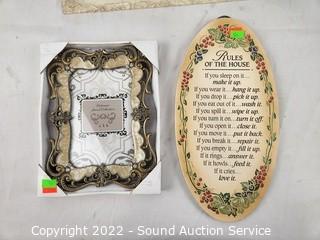 RULES
OF THE HOUSE
If you sleep on it...
make it up.
If you wear it... hang it up.
If you drop it... pick it up.
If you eat out of it... wash it.
If you spill it... wipe it up.
If you turn it on... turn it off.
If you open it... close it.
If you move it... put it back.
If you break it... repair it.
If you empty it... fill it up.
If it rings... answer it.
If it howls... feed it.
If it cries...
love it.
Copyright 2022 - Sound Auction Service